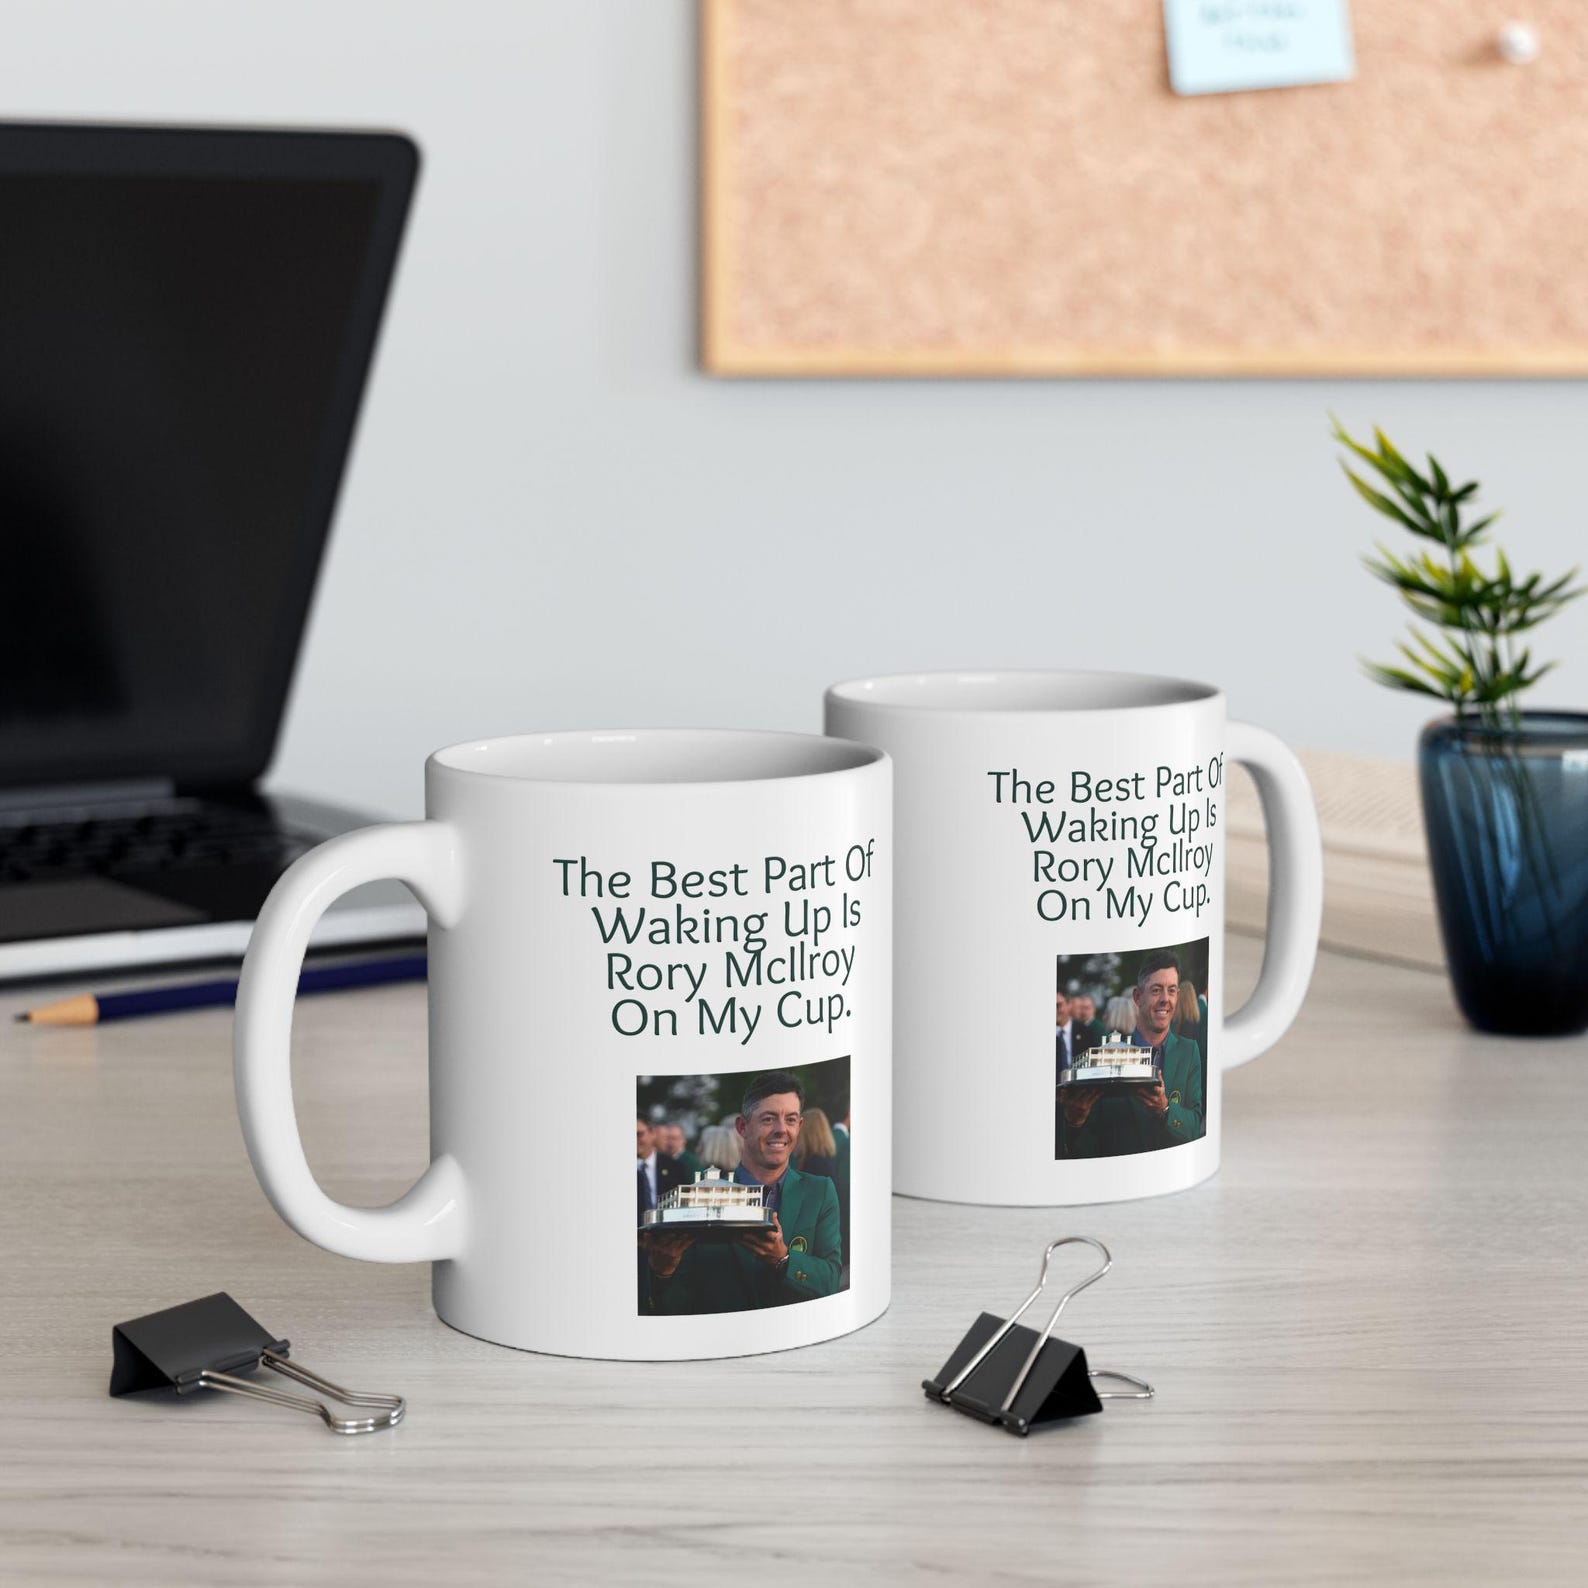 The Best Part Of
Waking Up Is
Rory McIlroy
On My Cup.
The Best Part Of
Waking Up Is
Rory McIlroy
On My Cup.